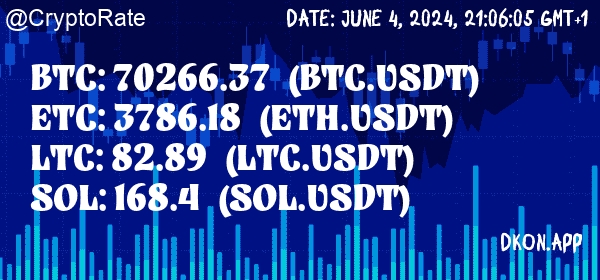 @CryptoRate
DATE: JUNE 4, 2024, 21:06:05 GMT+1
BTC: 70266.37 (BTC.USDT)
ETC: 3786.18 (ETH.USDT)
LTC: 82.89 (LTC.USDT)
SOL: 168.4 (SOL.USDT)
DKON.APP